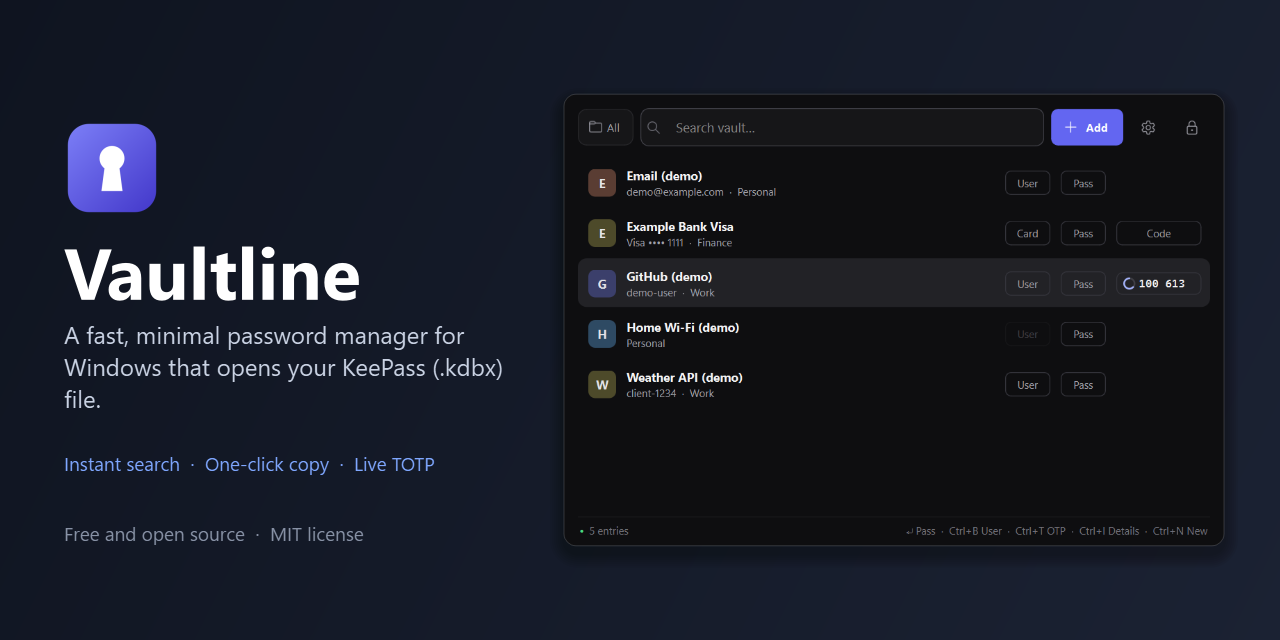 Vaultline
A fast, minimal password manager for
Windows that opens your KeePass (.kdbx)
file.
Instant search · One-click copy · Live TOTP
Free and open source · MIT license
All
Search vault...
+ Add
E
Email (demo)
demo@example.com · Personal
User
Pass
E
Example Bank Visa
Visa •••• 1111 · Finance
Card
Pass
Code
G
GitHub (demo)
demo-user · Work
User
Pass
100 613
H
Home Wi-Fi (demo)
Personal
User
Pass
W
Weather API (demo)
client-1234 · Work
User
Pass
• 5 entries
↵ Pass · Ctrl+B User · Ctrl+T OTP · Ctrl+I Details · Ctrl+N New